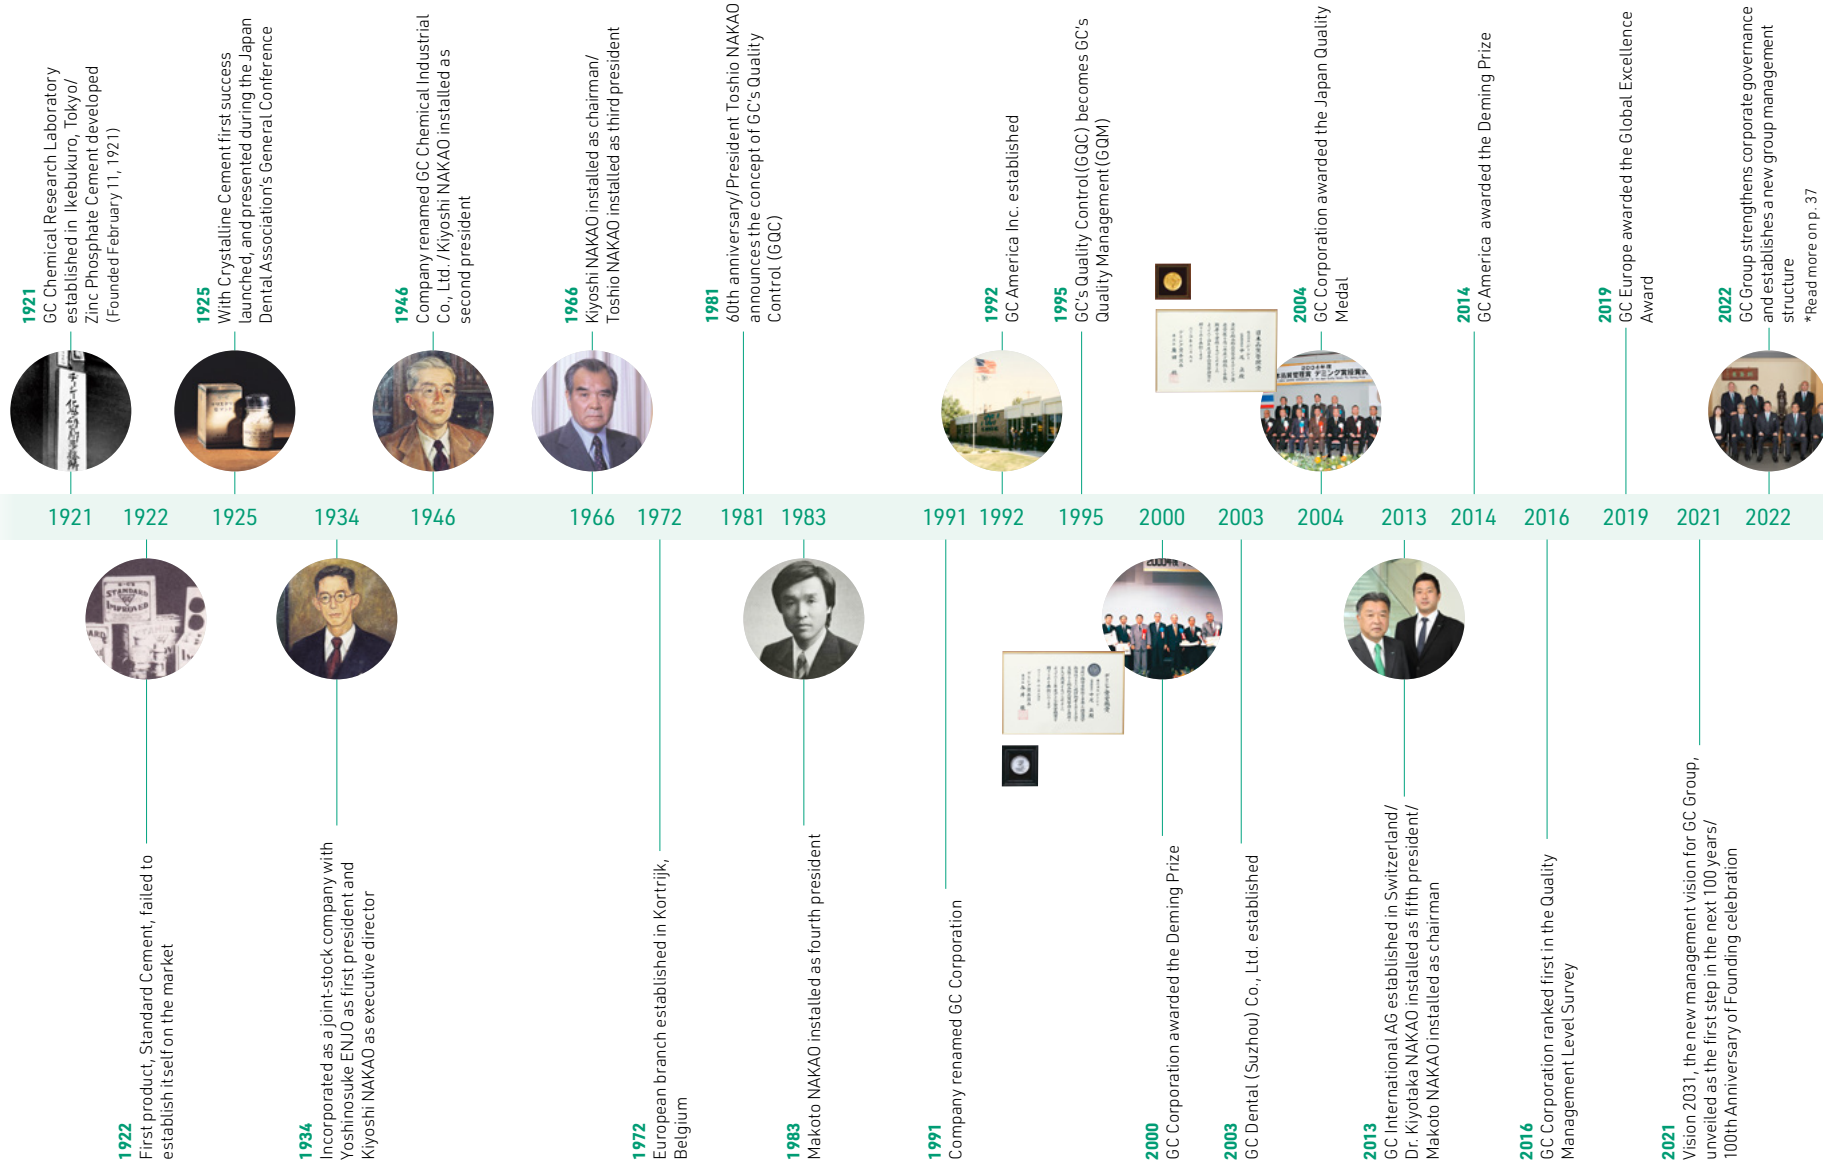 1921
GC Chemical Research Laboratory
established in Ikebukuro, Tokyo/
Zinc Phosphate Cement developed
(Founded February 11, 1921)
1925
With Crystalline Cement first success
launched, and presented during the Japan
Dental Association's General Conference
1946
Company renamed GC Chemical Industrial
Co., Ltd. / Kiyoshi NAKAO installed as
second president
1966
Kiyoshi NAKAO installed as chairman/
Toshio NAKAO installed as third president
1981
60th anniversary/ President Toshio NAKAO
announces the concept of GC's Quality
Control (GQC)
1992
GC America Inc. established
1995
GC's Quality Control(GQC) becomes GC's
Quality Management(GQM)
2004
GC Corporation awarded the Japan Quality
Medal
2014
GC America awarded the Deming Prize
2019
GC Europe awarded the Global Excellence
Award
2022
GC Group strengthens corporate governance
and establishes a new group management
structure
*Read more on p. 37
1921 1922 1925 1934 1946 1966 1972 1981 1983 1991 1992 1995 2000 2003 2004 2013 2014 2016 2019 2021 2022
STANDARD
IMPROVED
1922
First product, Standard Cement, failed to
establish itself on the market
1934
Incorporated as a joint-stock company with
Yoshinosuke ENJO as first president and
Kiyoshi NAKAO as executive director
1972
European branch established in Kortrijk,
Belgium
1983
Makoto NAKAO installed as fourth president
1991
Company renamed GC Corporation
2000
GC Corporation awarded the Deming Prize
2003
GC Dental (Suzhou) Co., Ltd. established
2013
GC International AG established in Switzerland/
Dr. Kiyotaka NAKAO installed as fifth president/
Makoto NAKAO installed as chairman
2016
GC Corporation ranked first in the Quality
Management Level Survey
2021
Vision 2031, the new management vision for GC Group,
unveiled as the first step in the next 100 years/
100th Anniversary of Founding celebration